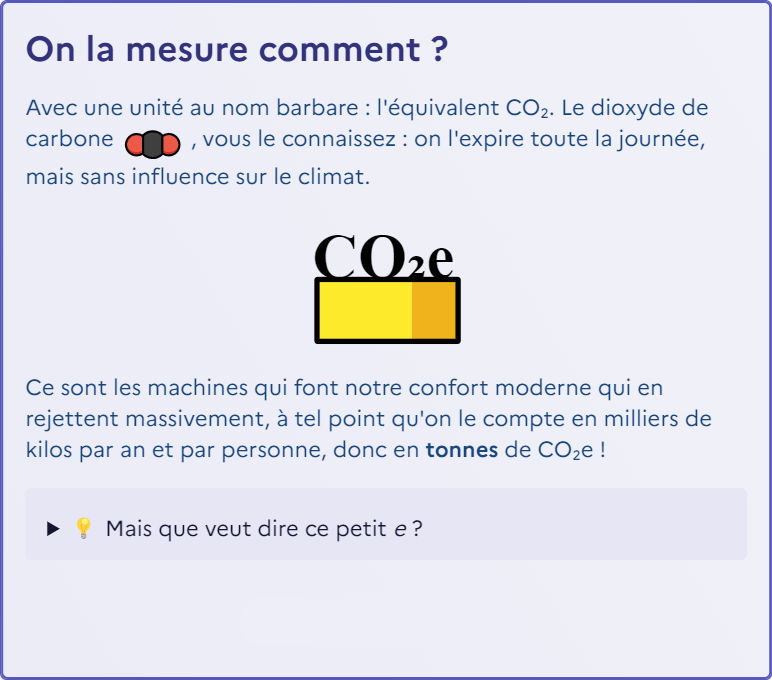 On la mesure comment ?
Avec une unité au nom barbare : l'équivalent CO₂. Le dioxyde de
carbone , vous le connaissez : on l'expire toute la journée,
mais sans influence sur le climat.
CO₂e
Ce sont les machines qui font notre confort moderne qui en
rejettent massivement, à tel point qu'on le compte en milliers de
kilos par an et par personne, donc en tonnes de CO₂e !
Mais que veut dire ce petit e ?